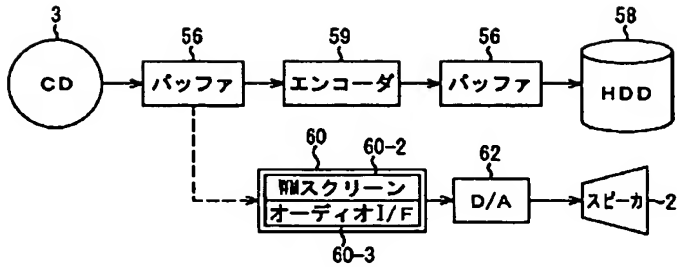 3
CD
56
バッファ
59
エンコーダ
56
バッファ
58
HDD
60
60-2
スクリーン
オーディオI/F
60-3
62
D/A
スピーカ
2